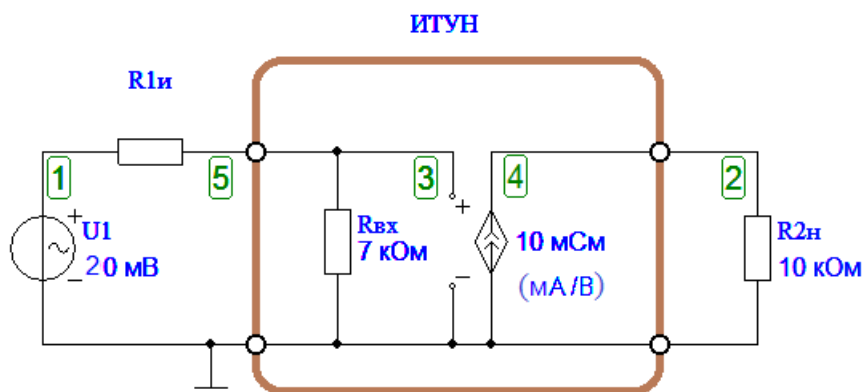 ИТУН
R1и
1
5
3
4
2
+
U1
20 мВ
−
Rвх
7 кОм
+
−
10 мСм
(мА/В)
R2н
10 кОм